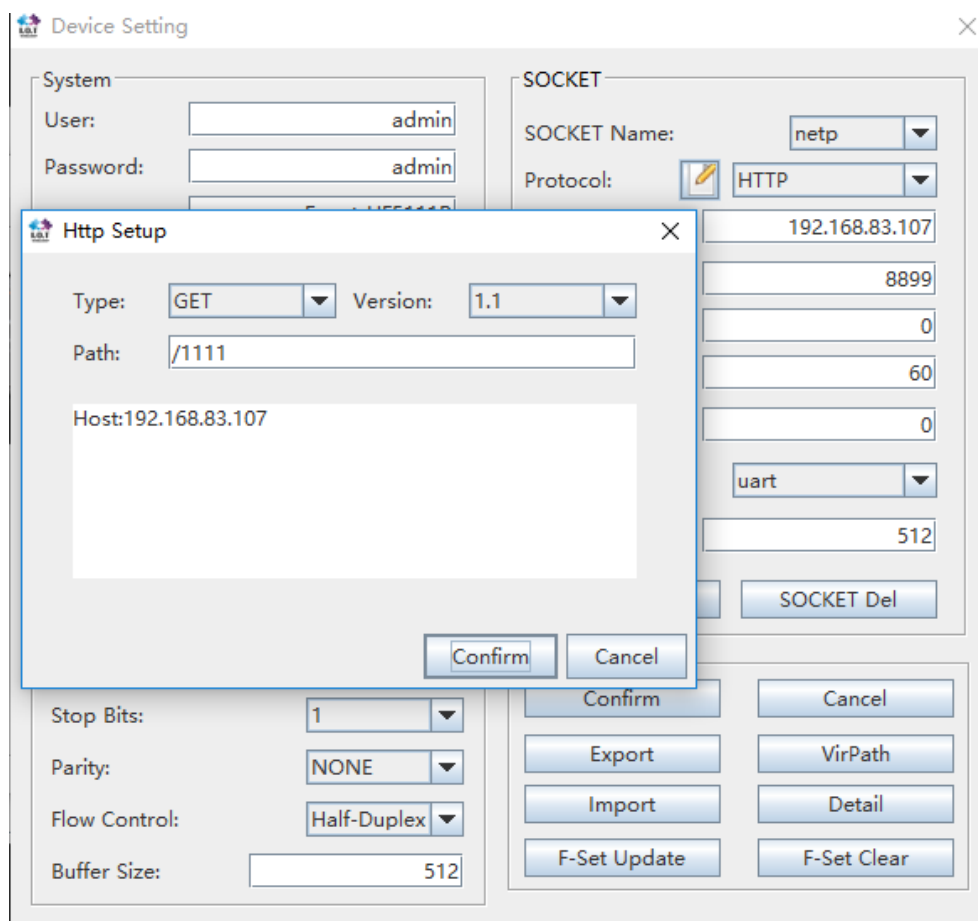 Device Setting
System
User:
admin
Password:
admin
SOCKET
SOCKET Name:
netp
Protocol:
HTTP
192.168.83.107
8899
0
60
0
uart
512
SOCKET Del
Http Setup
Type:
GET
Version:
1.1
Path:
/1111
Host:192.168.83.107
Confirm
Cancel
Stop Bits:
1
Parity:
NONE
Flow Control:
Half-Duplex
Buffer Size:
512
Confirm
Cancel
Export
VirPath
Import
Detail
F-Set Update
F-Set Clear